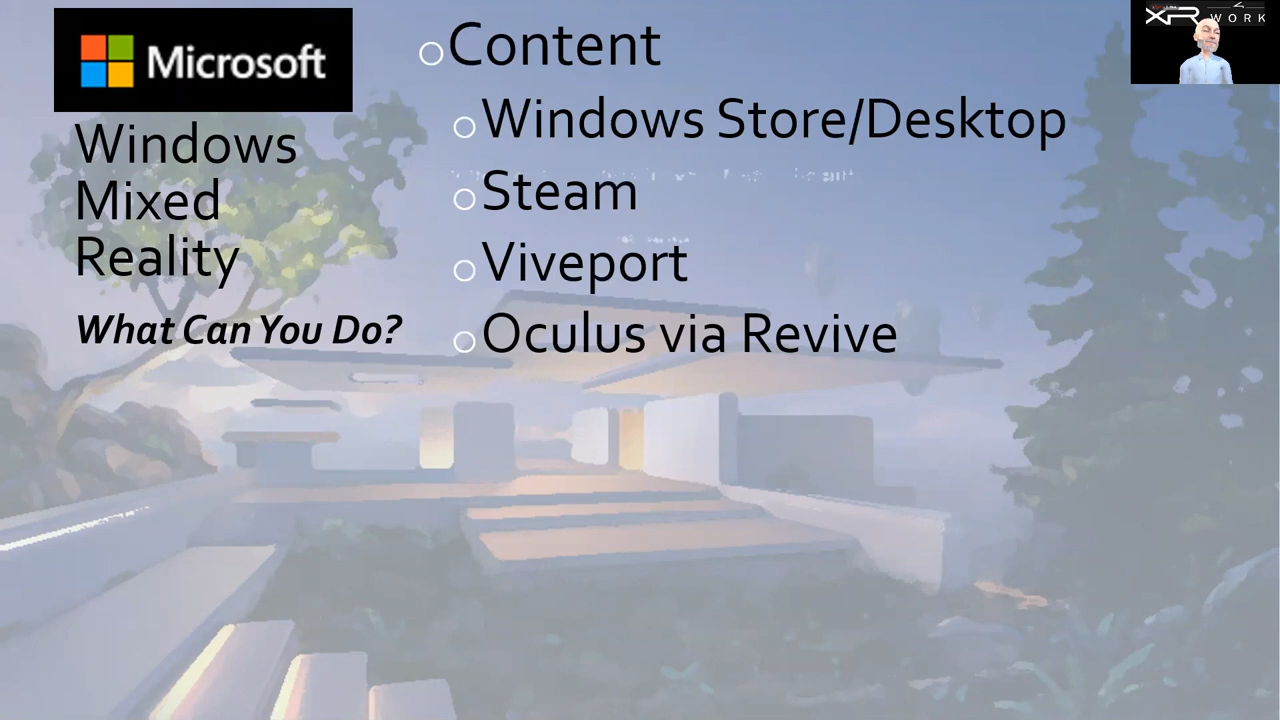 Microsoft
Windows
Mixed
Reality
What Can You Do?
Content
Windows Store/Desktop
Steam
Viveport
Oculus via Revive
XR
WORK